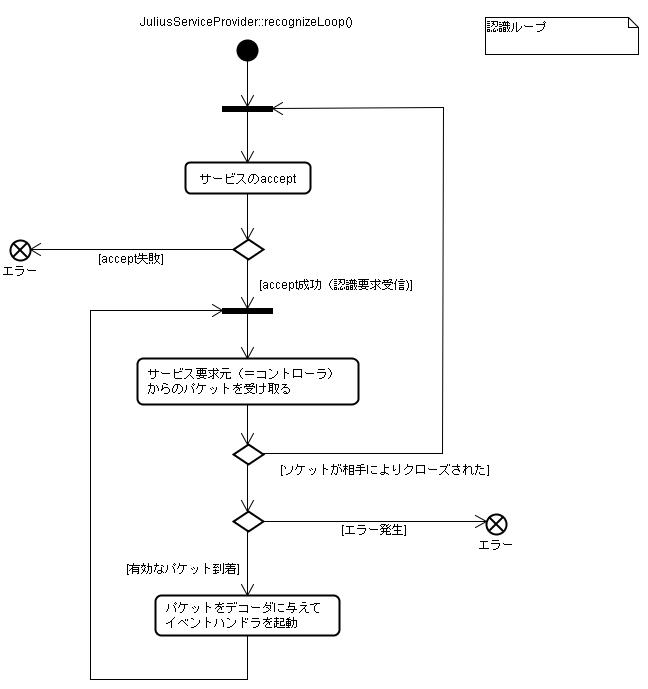 JuliusServiceProvider::recognizeLoop()
認識ループ
サービスのaccept
[accept失敗]
エラー
[accept成功（認識要求受信)]
サービス要求元（＝コントローラ）
からのパケットを受け取る
[ソケットが相手によりクローズされた]
[エラー発生]
エラー
[有効なパケット到着]
パケットをデコーダに与えて
イベントハンドラを起動